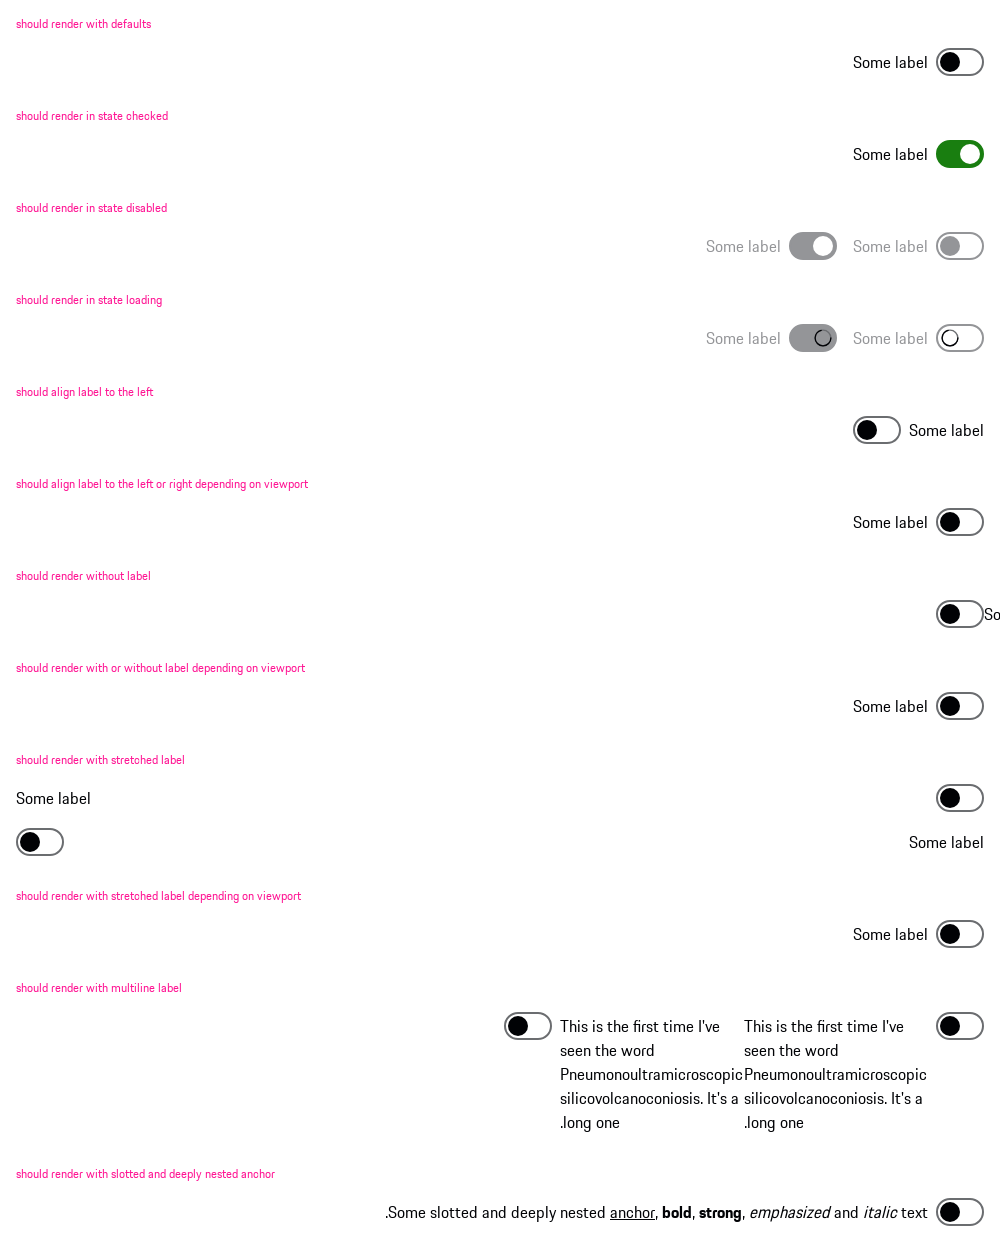 should render with defaults
Some label
should render in state checked
Some label
should render in state disabled
Some label Some label
should render in state loading
Some label Some label
should align label to the left
Some label
should align label to the left or right depending on viewport
Some label
should render without label
So
should render with or without label depending on viewport
Some label
should render with stretched label
Some label
Some label
should render with stretched label depending on viewport
Some label
should render with multiline label
This is the first time I've
seen the word
Pneumonoultramicroscopic
silicovolcanoconiosis. It's a
.long one
This is the first time I've
seen the word
Pneumonoultramicroscopic
silicovolcanoconiosis. It's a
.long one
should render with slotted and deeply nested anchor
.Some slotted and deeply nested anchor, bold, strong, emphasized and italic text